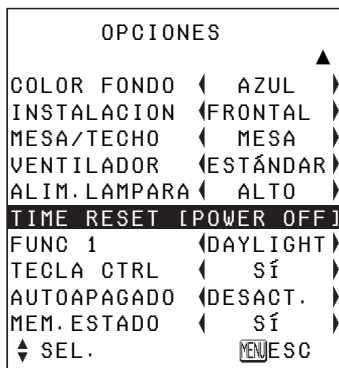 OPCIONES
▲
COLOR FONDO ⟨ AZUL ⟩
INSTALACION ⟨FRONTAL ⟩
MESA/TECHO ⟨ MESA ⟩
VENTILADOR ⟨ESTÁNDAR⟩
ALIM.LAMPARA⟨ ALTO ⟩
TIME RESET [POWER OFF]
FUNC 1 ⟨DAYLIGHT⟩
TECLA CTRL ⟨ SÍ ⟩
AUTOAPAGADO ⟨DESACT. ⟩
MEM.ESTADO ⟨ SÍ ⟩
SEL. MENU ESC